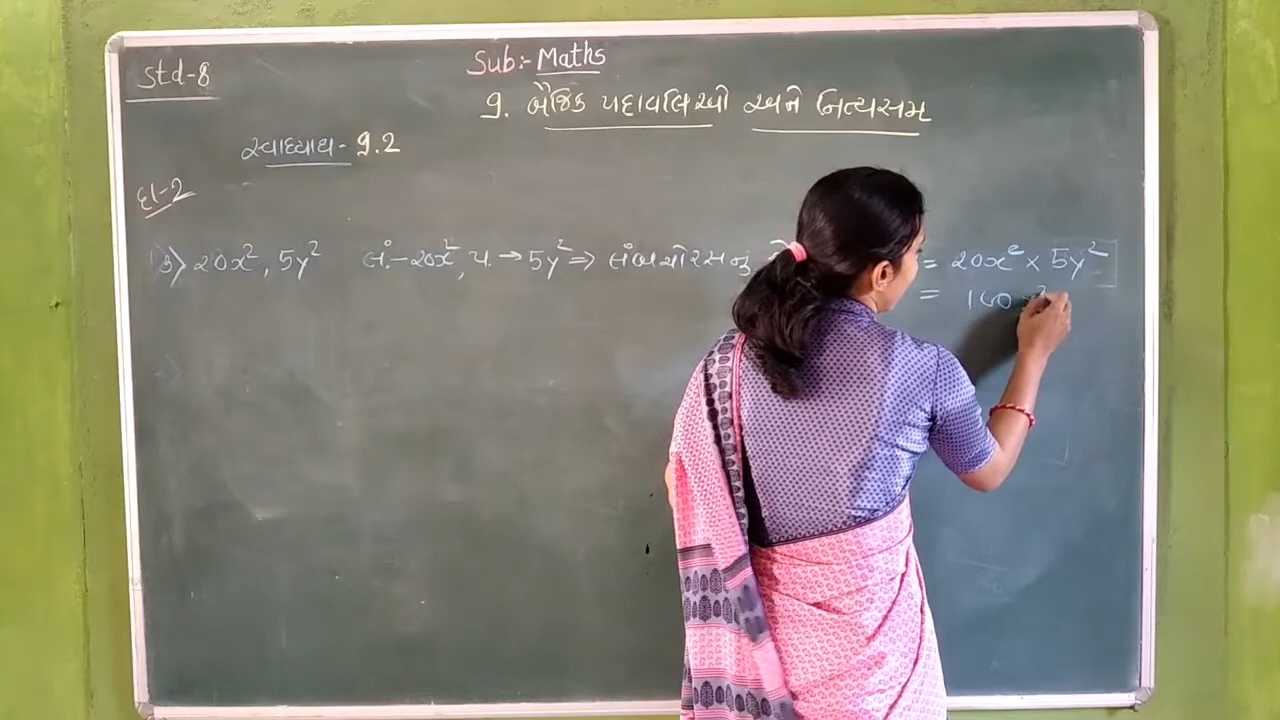 Std-8
Sub:- Maths
9. બૈજિક પદાવલિઓ અને નિત્યસમ
સ્વાધ્યાય- 9.2
દા-2
(3) 20x², 5y² લં.-20x², પ. → 5y² ⇒ લંબચોરસનુ = 20x² × 5y²
= 100x²